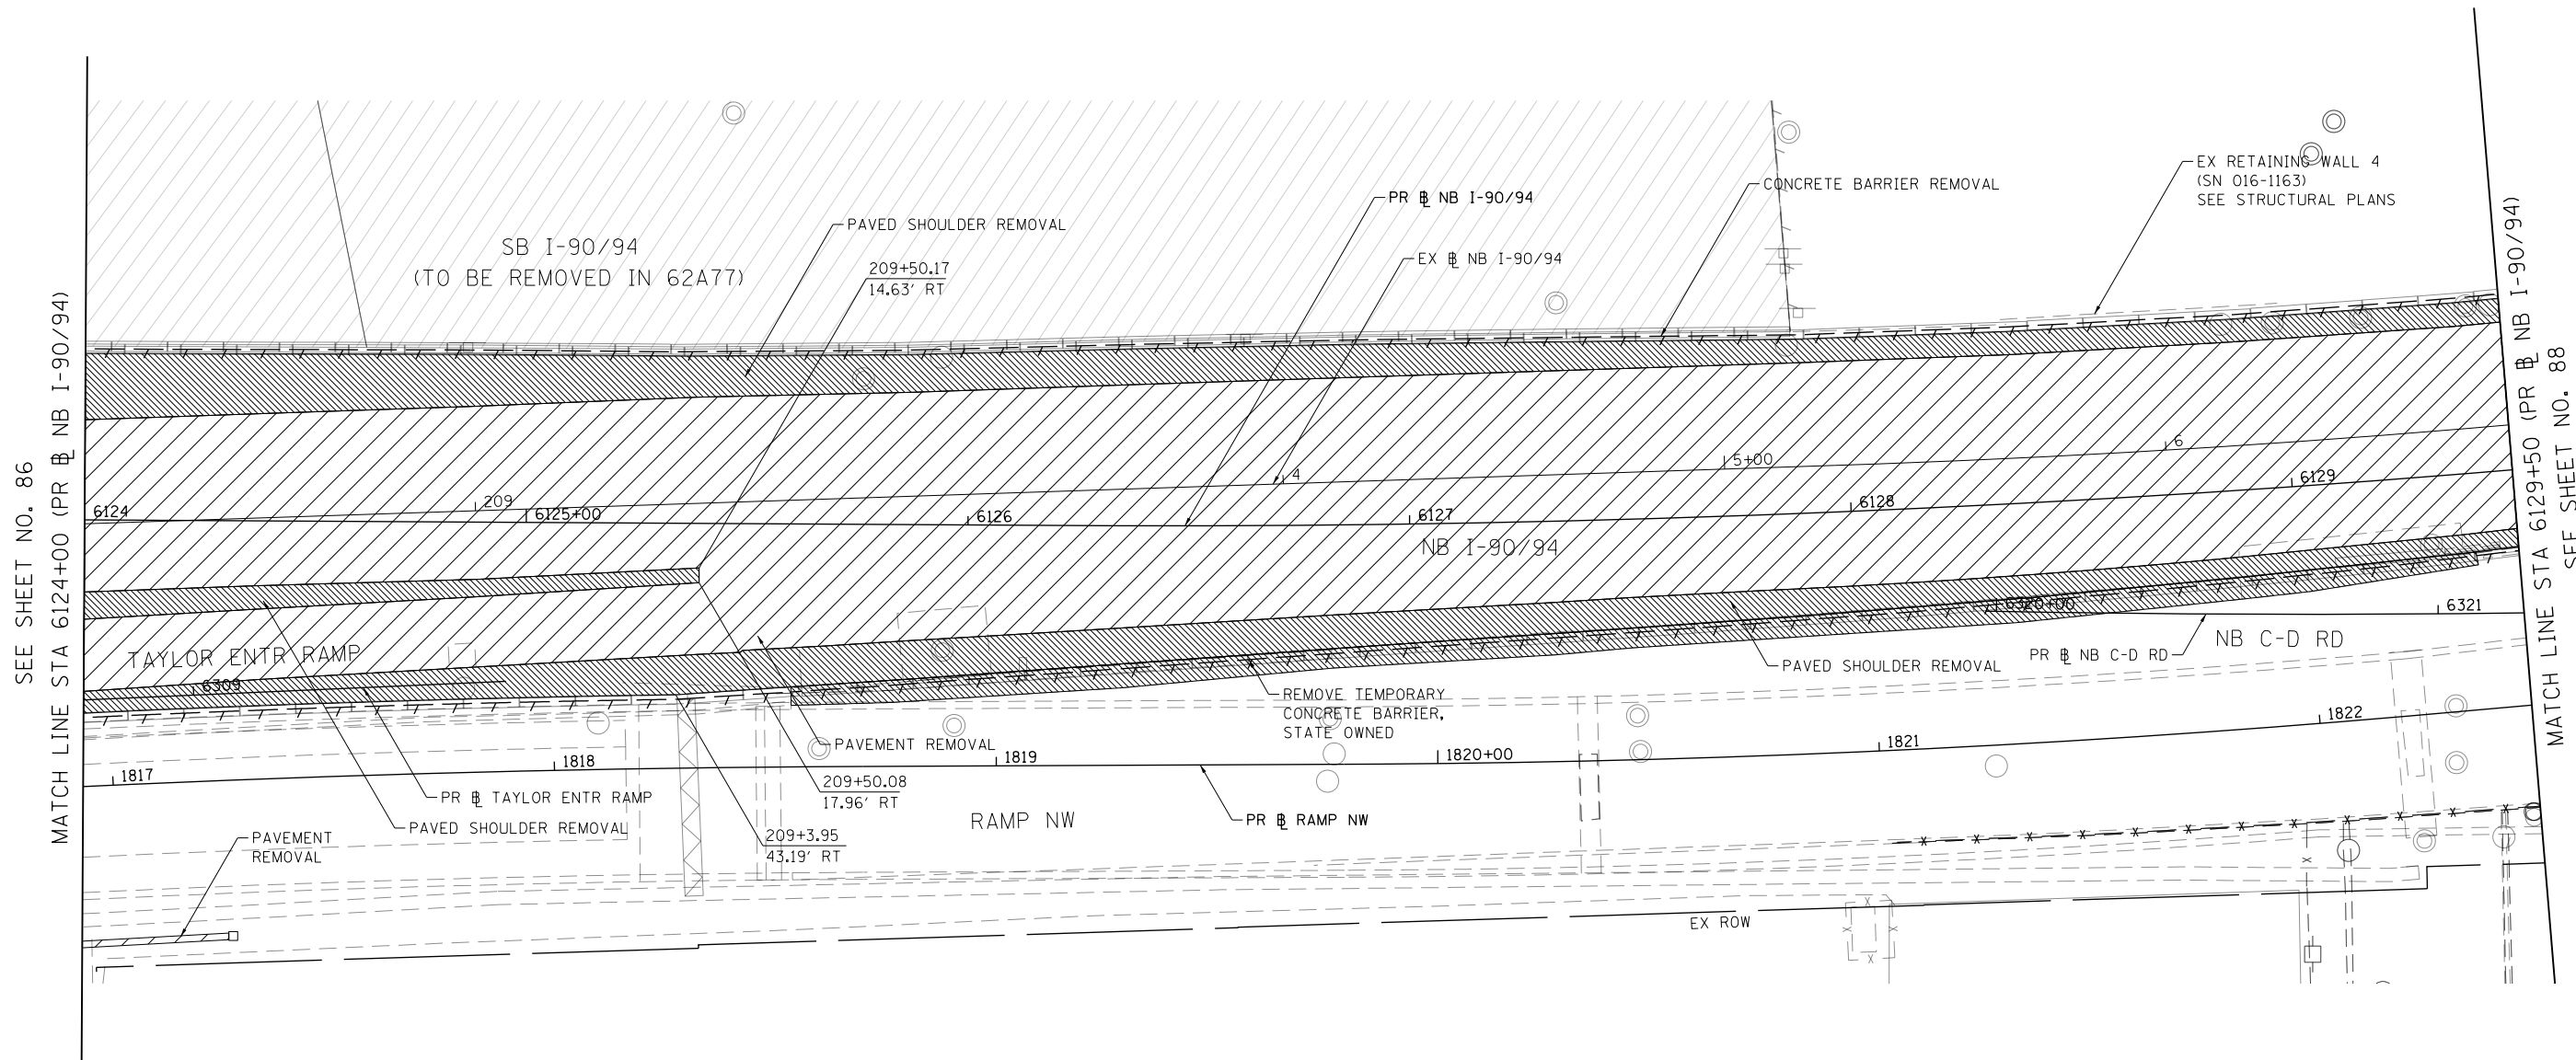 SEE SHEET NO. 86
MATCH LINE STA 6124+00 (PR ⅊ NB I-90/94)
SB I-90/94
(TO BE REMOVED IN 62A77)
PAVED SHOULDER REMOVAL
209+50.17
14.63' RT
PR ⅊ NB I-90/94
EX ⅊ NB I-90/94
CONCRETE BARRIER REMOVAL
EX RETAINING WALL 4
(SN 016-1163)
SEE STRUCTURAL PLANS
MATCH LINE STA 6129+50 (PR ⅊ NB I-90/94)
SEE SHEET NO. 88
209
4
5+00
6
6124
6125+00
6126
6127
6128
6129
NB I-90/94
TAYLOR ENTR RAMP
6309
6320+00
6321
NB C-D RD
PR ⅊ NB C-D RD
PAVED SHOULDER REMOVAL
REMOVE TEMPORARY
CONCRETE BARRIER,
STATE OWNED
PAVEMENT REMOVAL
1817
1818
1819
1820+00
1821
1822
209+50.08
17.96' RT
PR ⅊ TAYLOR ENTR RAMP
PAVED SHOULDER REMOVAL
209+3.95
43.19' RT
RAMP NW
PR ⅊ RAMP NW
PAVEMENT
REMOVAL
EX ROW